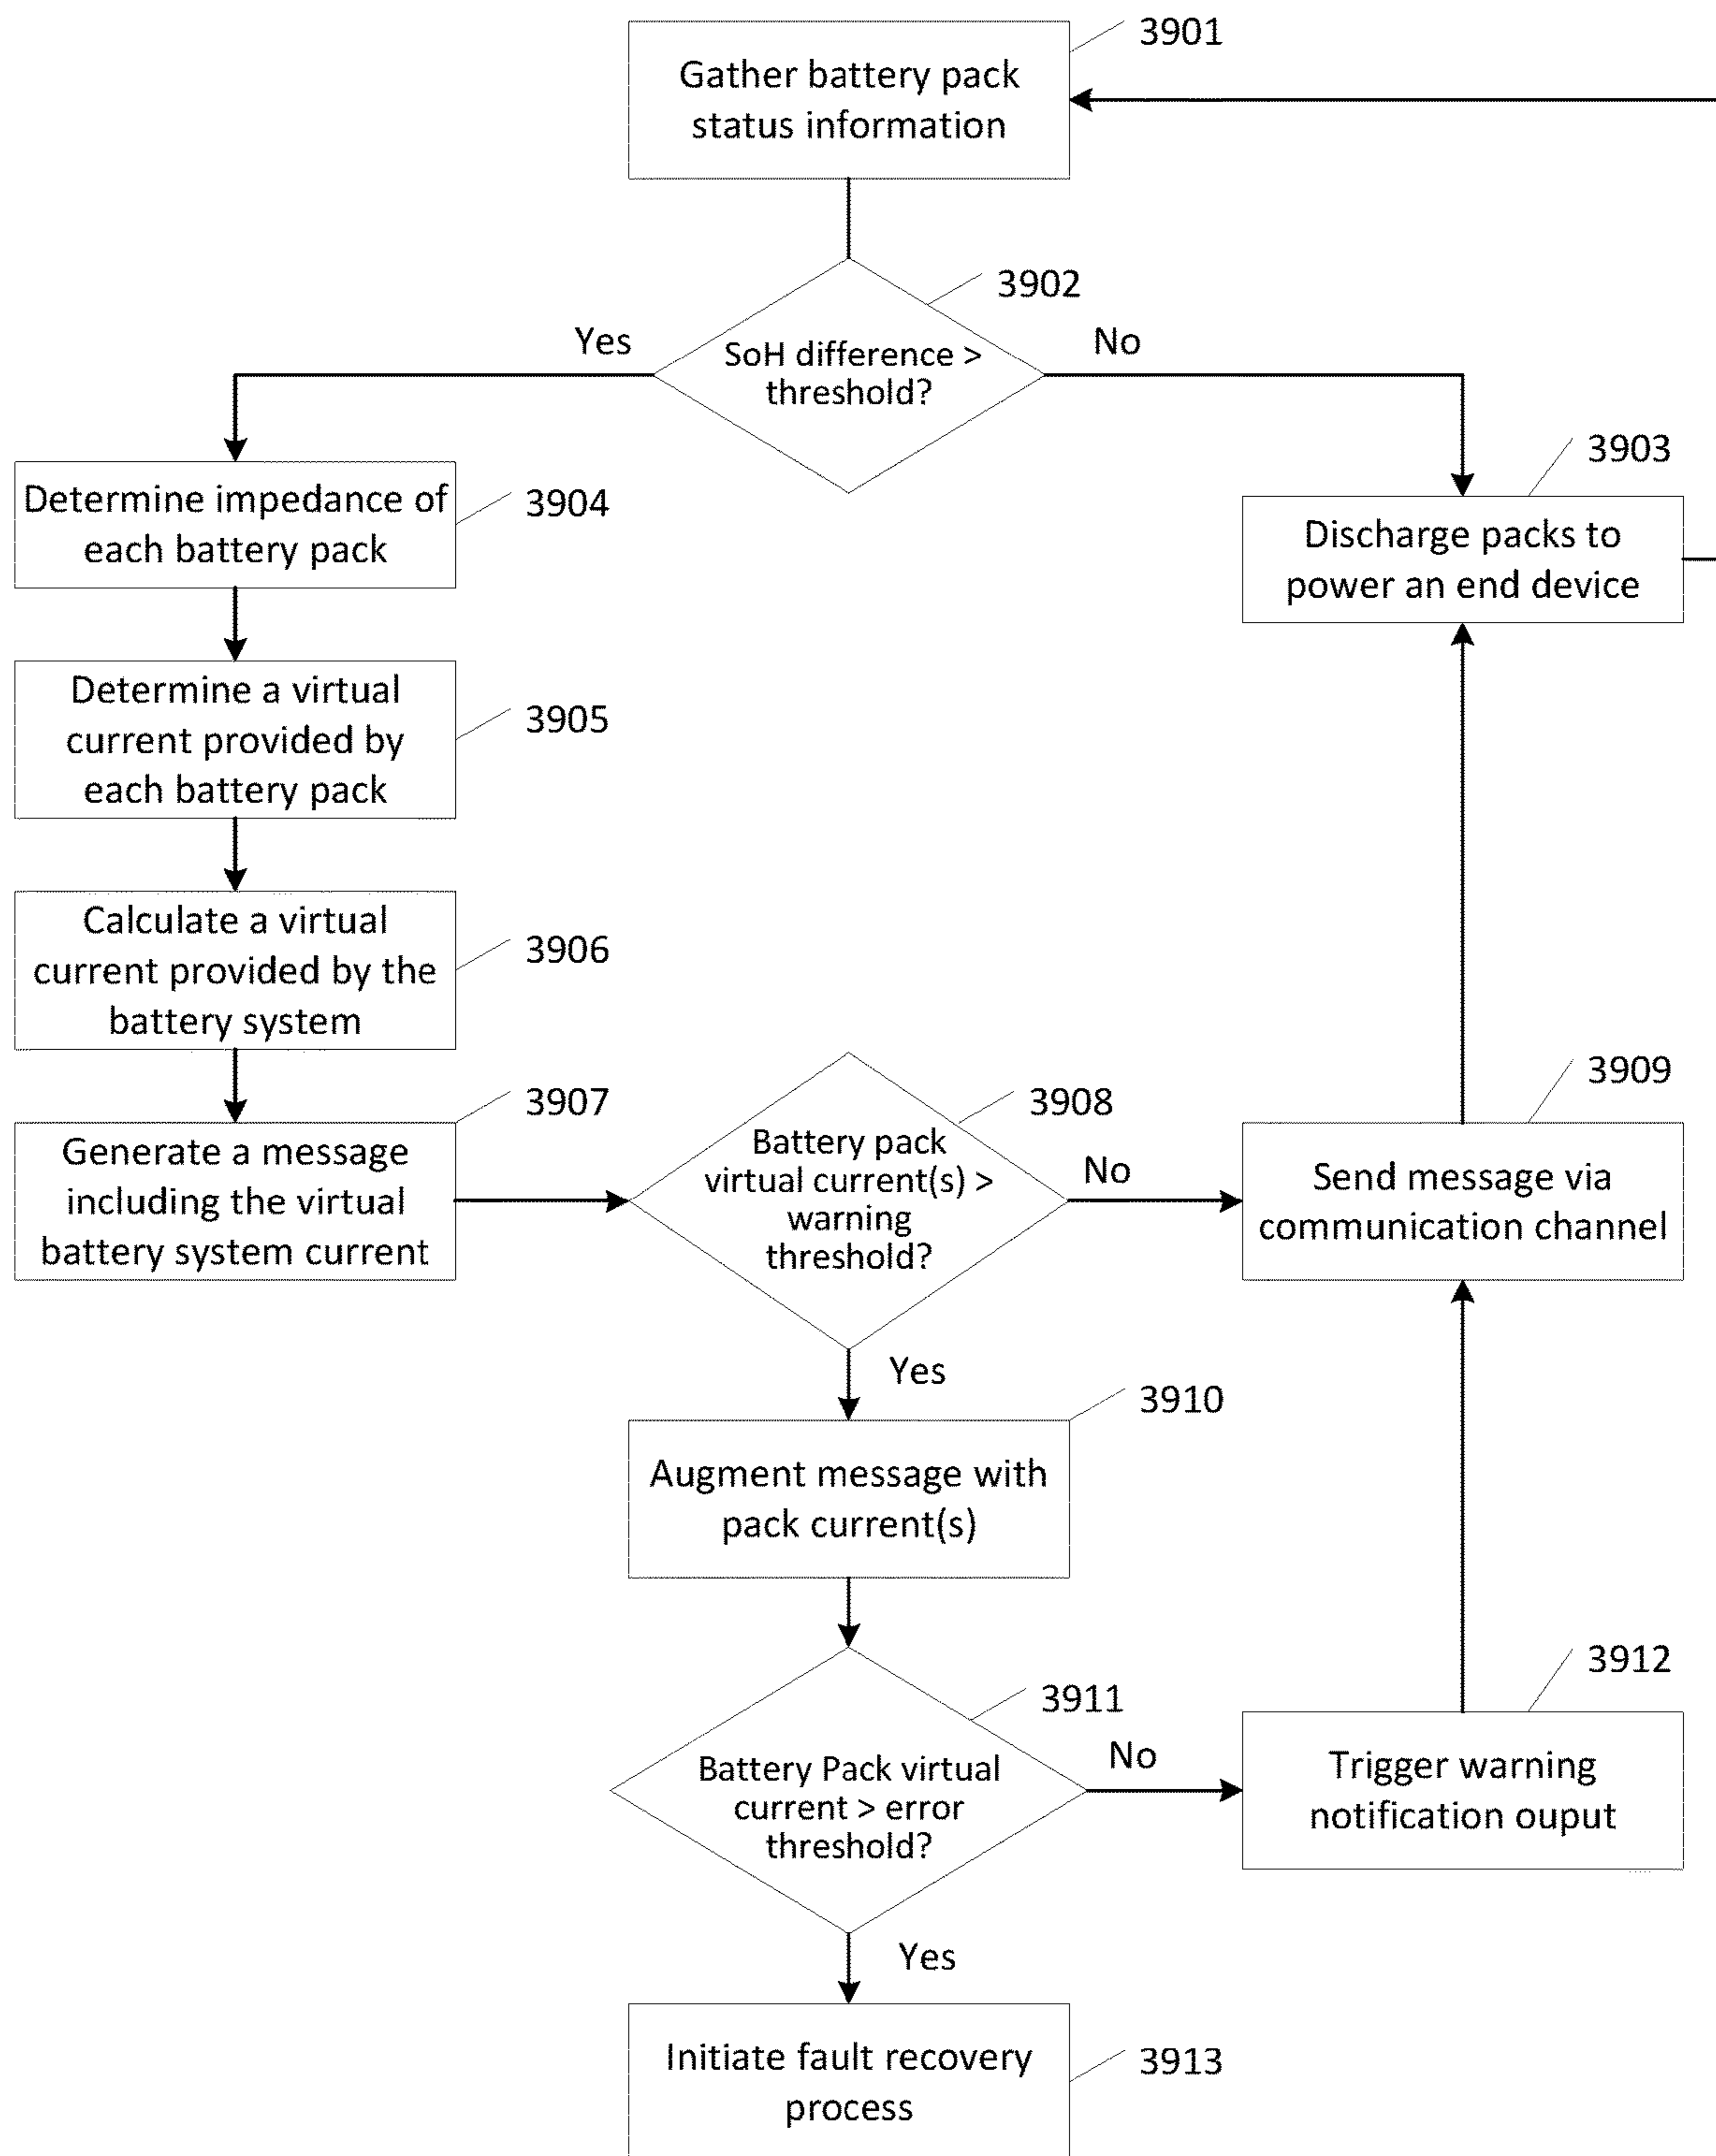 3901
Gather battery pack
status information
3902
Yes
No
SoH difference >
threshold?
3903
Determine impedance of
each battery pack
3904
Discharge packs to
power an end device
Determine a virtual
current provided by
each battery pack
3905
Calculate a virtual
current provided by the
battery system
3906
3907
Generate a message
including the virtual
battery system current
3908
Battery pack
virtual current(s) >
warning
threshold?
No
3909
Send message via
communication channel
Yes
3910
Augment message with
pack current(s)
3911
Battery Pack virtual
current > error
threshold?
No
3912
Trigger warning
notification ouput
Yes
Initiate fault recovery
process
3913